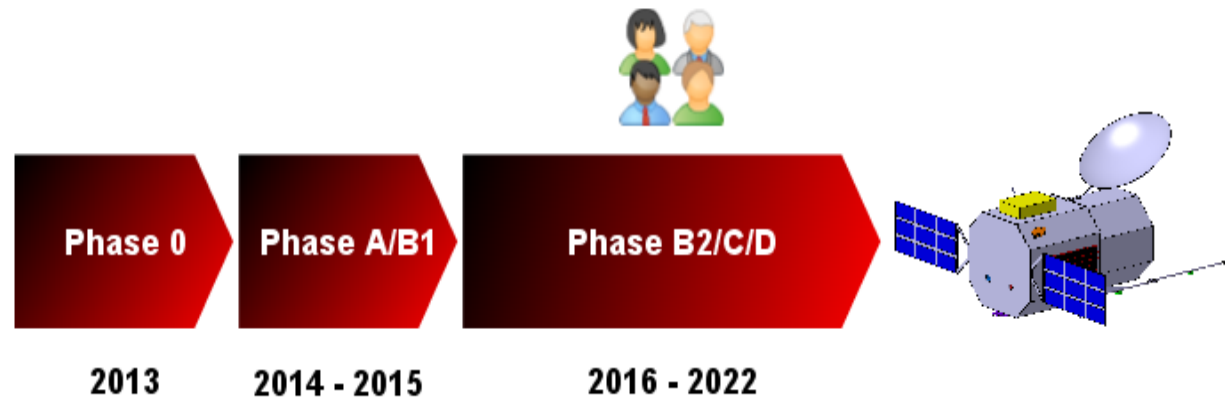 Phase 0
Phase A/B1
Phase B2/C/D
2013
2014 - 2015
2016 - 2022